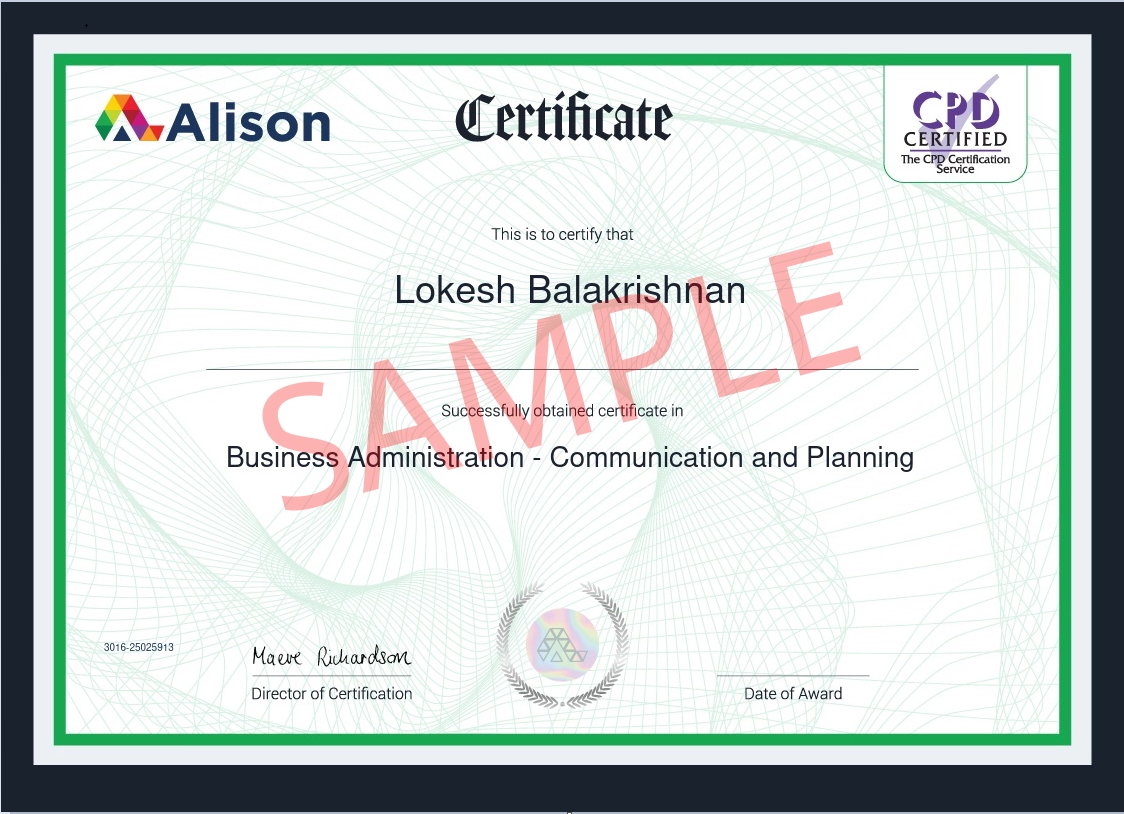 Alison
Certificate
CPD
CERTIFIED
The CPD Certification
Service
This is to certify that
Lokesh Balakrishnan
SAMPLE
Successfully obtained certificate in
Business Administration - Communication and Planning
3016-25025913
Maeve Richardson
Director of Certification
Date of Award